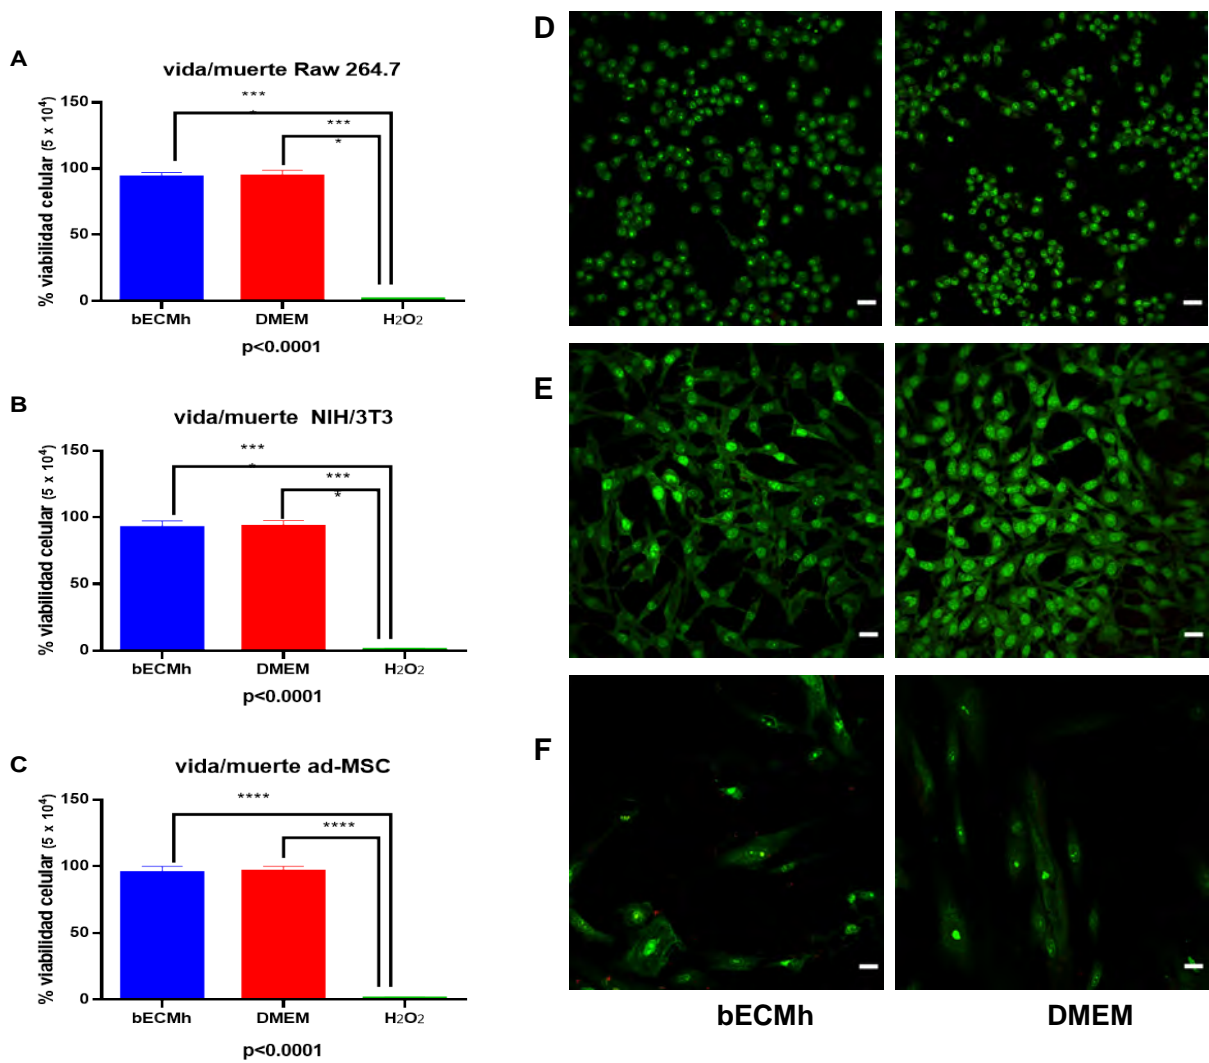 A
vida/muerte Raw 264.7
% viabilidad celular (5 x 10⁴)
150
100
50
0
***
*
***
*
bECMh DMEM H₂O₂
p<0.0001
B
vida/muerte NIH/3T3
% viabilidad celular (5 x 10⁴)
150
100
50
0
***
*
***
*
bECMh DMEM H₂O₂
p<0.0001
C
vida/muerte ad-MSC
% viabilidad celular (5 x 10⁴)
150
100
50
0
****
****
bECMh DMEM H₂O₂
p<0.0001
D
E
F
bECMh DMEM